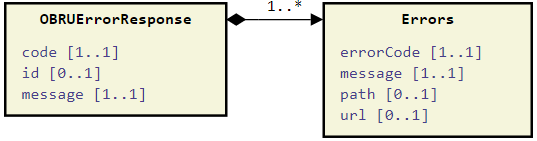 OBRUErrorResponse
code [1..1]
id [0..1]
message [1..1]
1..*
Errors
errorCode [1..1]
message [1..1]
path [0..1]
url [0..1]